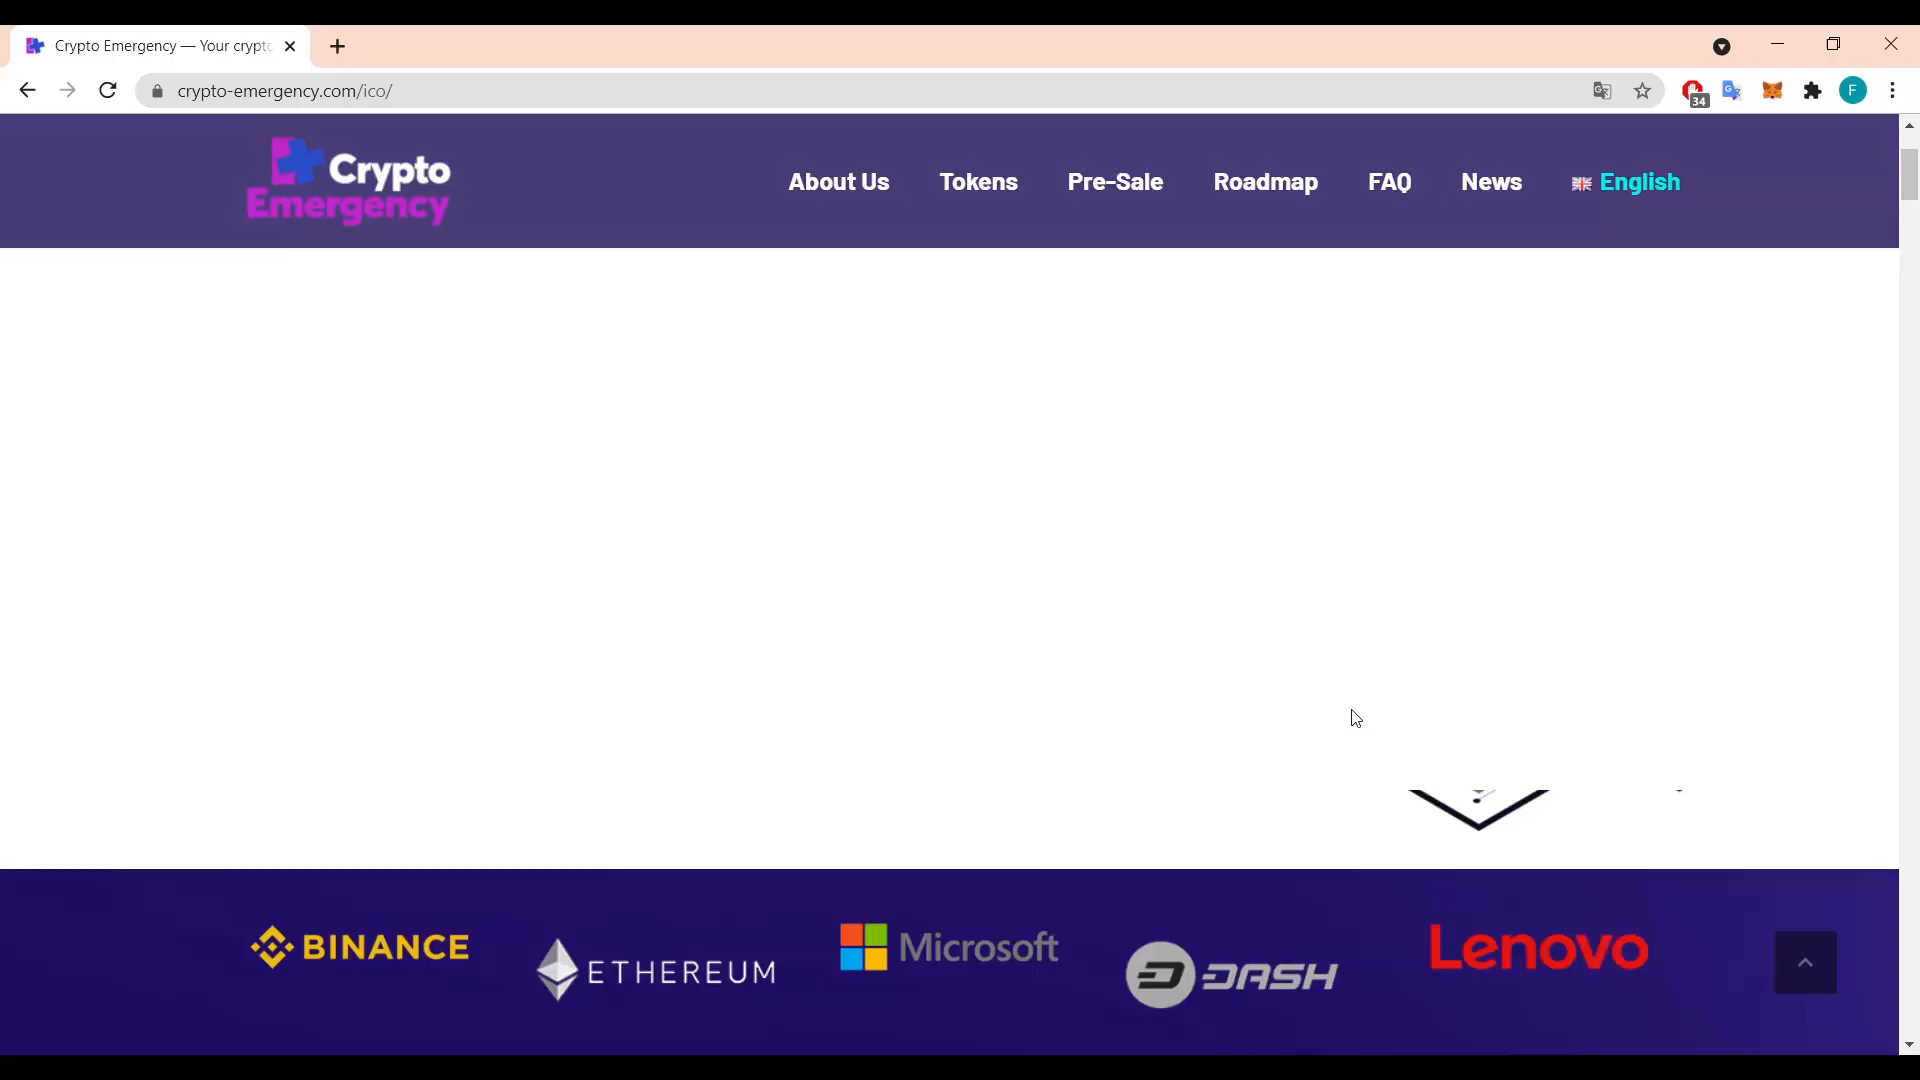 Crypto Emergency — Your crypto
crypto-emergency.com/ico/
34
F
Crypto
Emergency
About Us Tokens Pre-Sale Roadmap FAQ News English
BINANCE ETHEREUM Microsoft DASH Lenovo